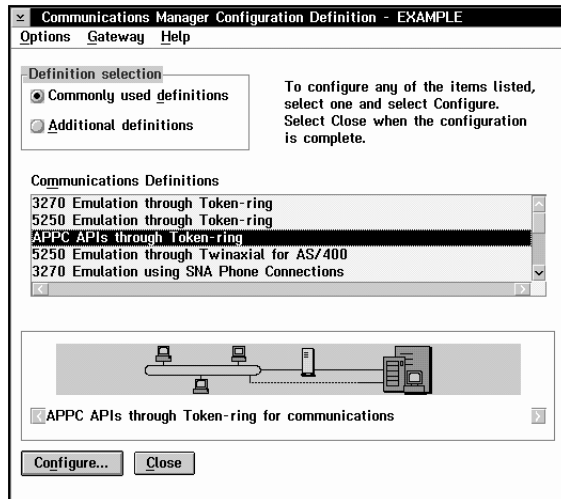 Communications Manager Configuration Definition - EXAMPLE
Options Gateway Help
Definition selection
Commonly used definitions
Additional definitions
To configure any of the items listed,
select one and select Configure.
Select Close when the configuration
is complete.
Communications Definitions
3270 Emulation through Token-ring
5250 Emulation through Token-ring
APPC APIs through Token-ring
5250 Emulation through Twinaxial for AS/400
3270 Emulation using SNA Phone Connections
APPC APIs through Token-ring for communications
Configure... Close